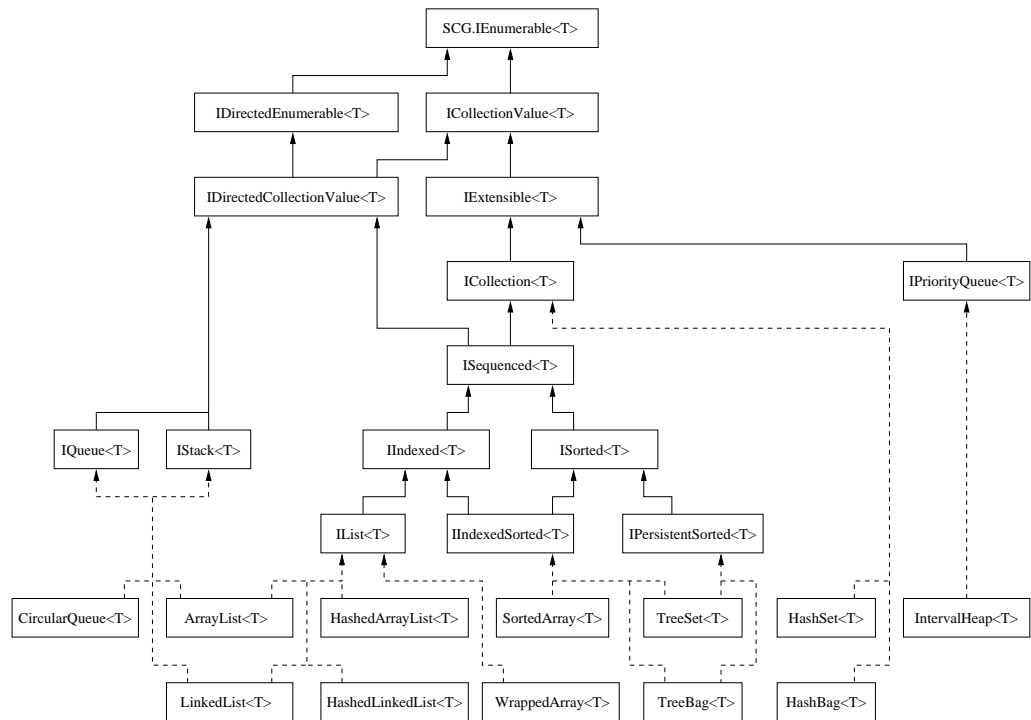 SCG.IEnumerable<T>
IDirectedEnumerable<T>
ICollectionValue<T>
IDirectedCollectionValue<T>
IExtensible<T>
ICollection<T>
IPriorityQueue<T>
ISequenced<T>
IQueue<T>
IStack<T>
IIndexed<T>
ISorted<T>
IList<T>
IIndexedSorted<T>
IPersistentSorted<T>
CircularQueue<T>
ArrayList<T>
HashedArrayList<T>
SortedArray<T>
TreeSet<T>
HashSet<T>
IntervalHeap<T>
LinkedList<T>
HashedLinkedList<T>
WrappedArray<T>
TreeBag<T>
HashBag<T>